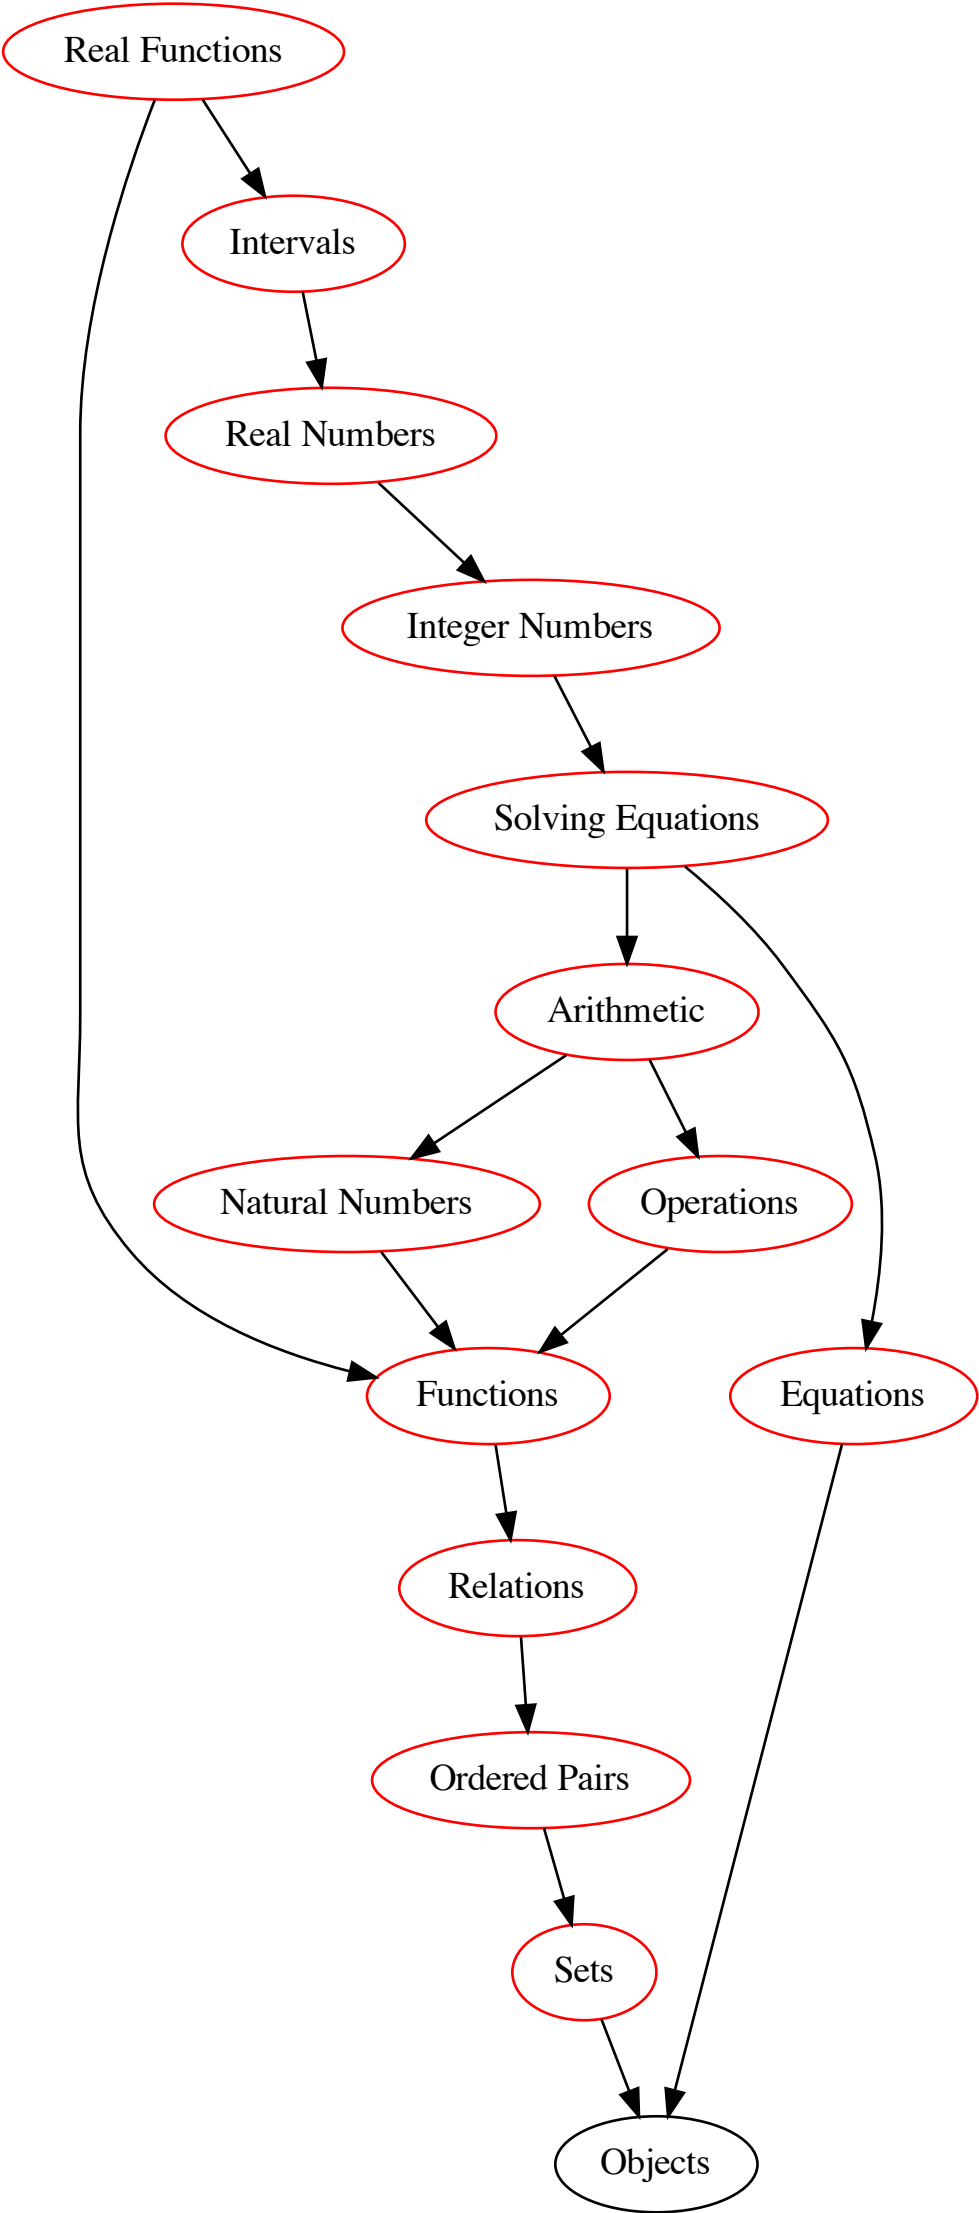 Real Functions
Intervals
Real Numbers
Integer Numbers
Solving Equations
Arithmetic
Natural Numbers
Operations
Functions
Equations
Relations
Ordered Pairs
Sets
Objects